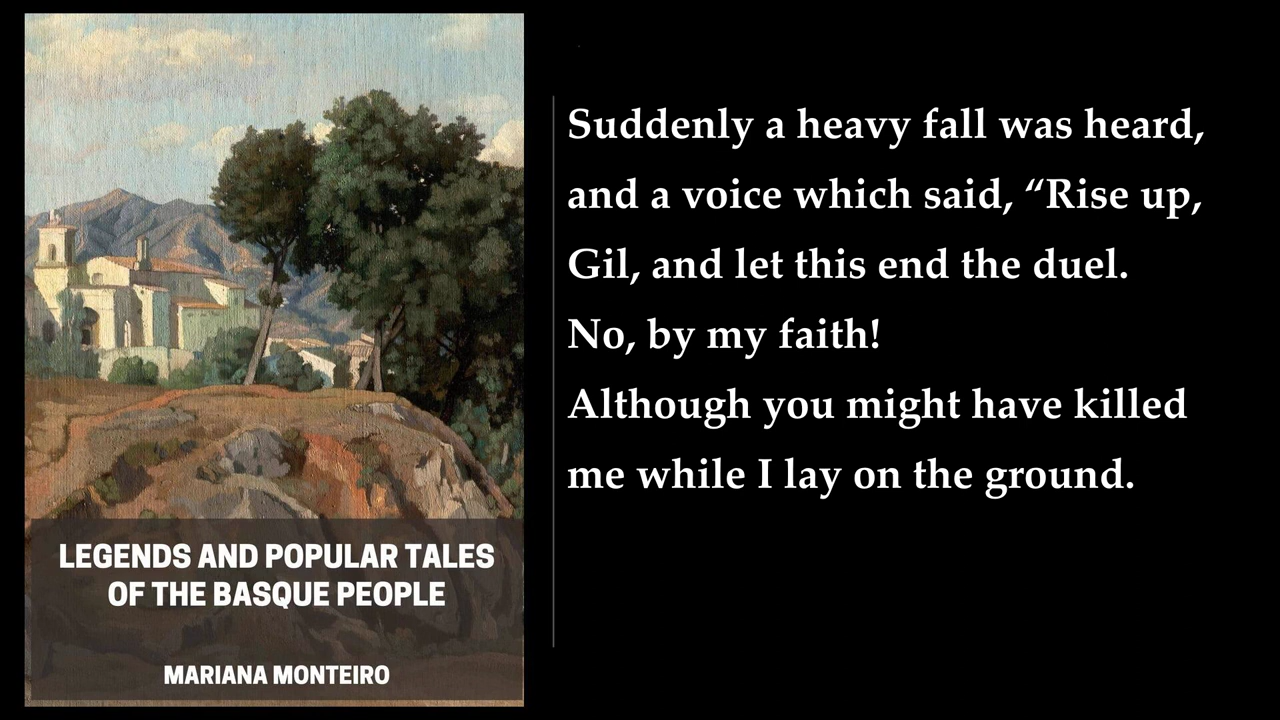 LEGENDS AND POPULAR TALES
OF THE BASQUE PEOPLE
MARIANA MONTEIRO
Suddenly a heavy fall was heard,
and a voice which said, “Rise up,
Gil, and let this end the duel.
No, by my faith!
Although you might have killed
me while I lay on the ground.